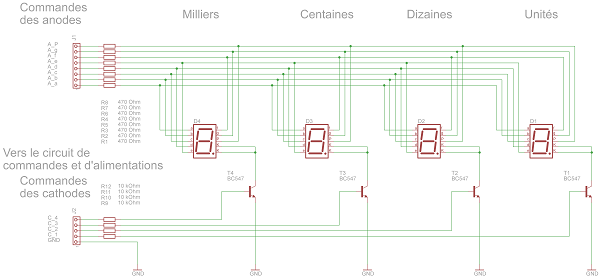 Commandes
des anodes
Milliers
Centaines
Dizaines
Unités
J1
A_P
A_g
A_f
A_e
A_d
A_c
A_b
A_a
R8 470 Ohm
R7 470 Ohm
R6 470 Ohm
R4 470 Ohm
R5 470 Ohm
R3 470 Ohm
R2 470 Ohm
R1 470 Ohm
D4
D3
D2
D1
Vers le circuit de
commandes et d'alimentations
Commandes
des cathodes
R12 10 kOhm
R11 10 kOhm
R10 10 kOhm
R9 10 kOhm
T4
BC547
T3
BC547
T2
BC547
T1
BC547
C_4
C_3
C_2
C_1
GND
GND
GND
GND
GND
GND